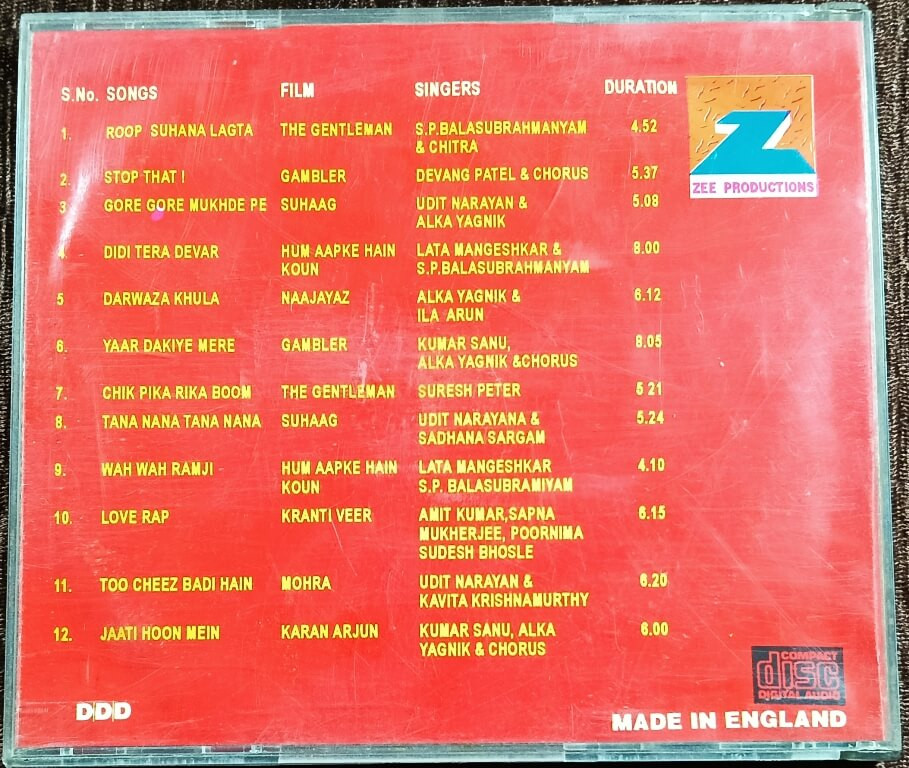 S.No. SONGS FILM SINGERS DURATION
1. ROOP SUHANA LAGTA THE GENTLEMAN S.P.BALASUBRAHMANYAM 4.52
& CHITRA
2. STOP THAT ! GAMBLER DEVANG PATEL & CHORUS 5.37
Z
ZEE PRODUCTIONS
3 GORE GORE MUKHDE PE SUHAAG UDIT NARAYAN & 5.08
ALKA YAGNIK
4. DIDI TERA DEVAR HUM AAPKE HAIN LATA MANGESHKAR & 8.00
KOUN S.P.BALASUBRAHMANYAM
5 DARWAZA KHULA NAAJAYAZ ALKA YAGNIK & 6.12
ILA ARUN
6. YAAR DAKIYE MERE GAMBLER KUMAR SANU, 8.05
ALKA YAGNIK &CHORUS
7. CHIK PIKA RIKA BOOM THE GENTLEMAN SURESH PETER 5 21
8. TANA NANA TANA NANA SUHAAG UDIT NARAYANA & 5.24
SADHANA SARGAM
9. WAH WAH RAMJI HUM AAPKE HAIN LATA MANGESHKAR 4.10
KOUN S.P. BALASUBRAMIYAM
10. LOVE RAP KRANTI VEER AMIT KUMAR,SAPNA 6.15
MUKHERJEE, POORNIMA
SUDESH BHOSLE
11. TOO CHEEZ BADI HAIN MOHRA UDIT NARAYAN & 6.20
KAVITA KRISHNAMURTHY
12. JAATI HOON MEIN KARAN ARJUN KUMAR SANU, ALKA 6.00
YAGNIK & CHORUS
COMPACT
disc
DIGITAL AUDIO
DDD
MADE IN ENGLAND